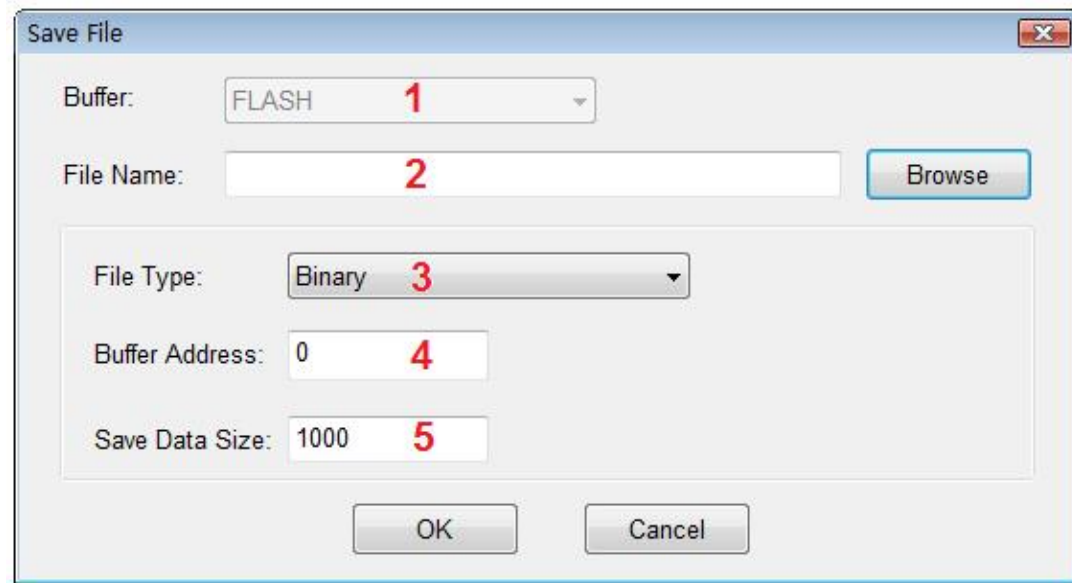 Save File
Buffer: FLASH 1
File Name: 2 Browse
File Type: Binary 3
Buffer Address: 0 4
Save Data Size: 1000 5
OK Cancel